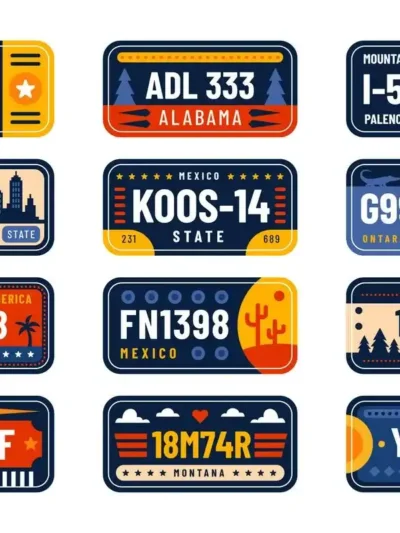 ADL 333
ALABAMA
MOUNTA
I-5
PALENC
STATE
MEXICO
KOOS-14
STATE
231
689
G9
ONTAR
ERICA
8
FN1398
MEXICO
1
F
18M74R
MONTANA
Y